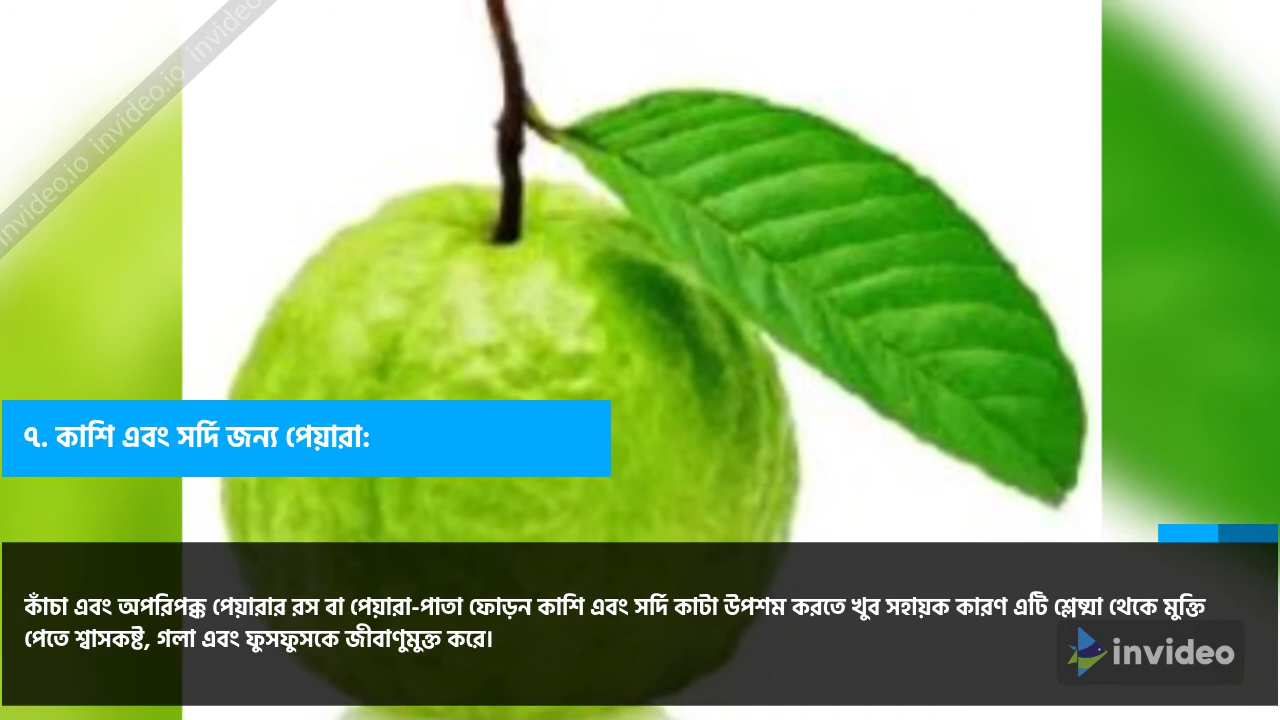 invideo.io invideo.io invideo
৭. কাশি এবং সর্দি জন্য পেয়ারা:
কাঁচা এবং অপরিপক্ক পেয়ারার রস বা পেয়ারা-পাতা ফোড়ন কাশি এবং সর্দি কাটা উপশম করতে খুব সহায়ক কারণ এটি শ্লেষ্মা থেকে মুক্তি
পেতে শ্বাসকষ্ট, গলা এবং ফুসফুসকে জীবাণুমুক্ত করে।
invideo